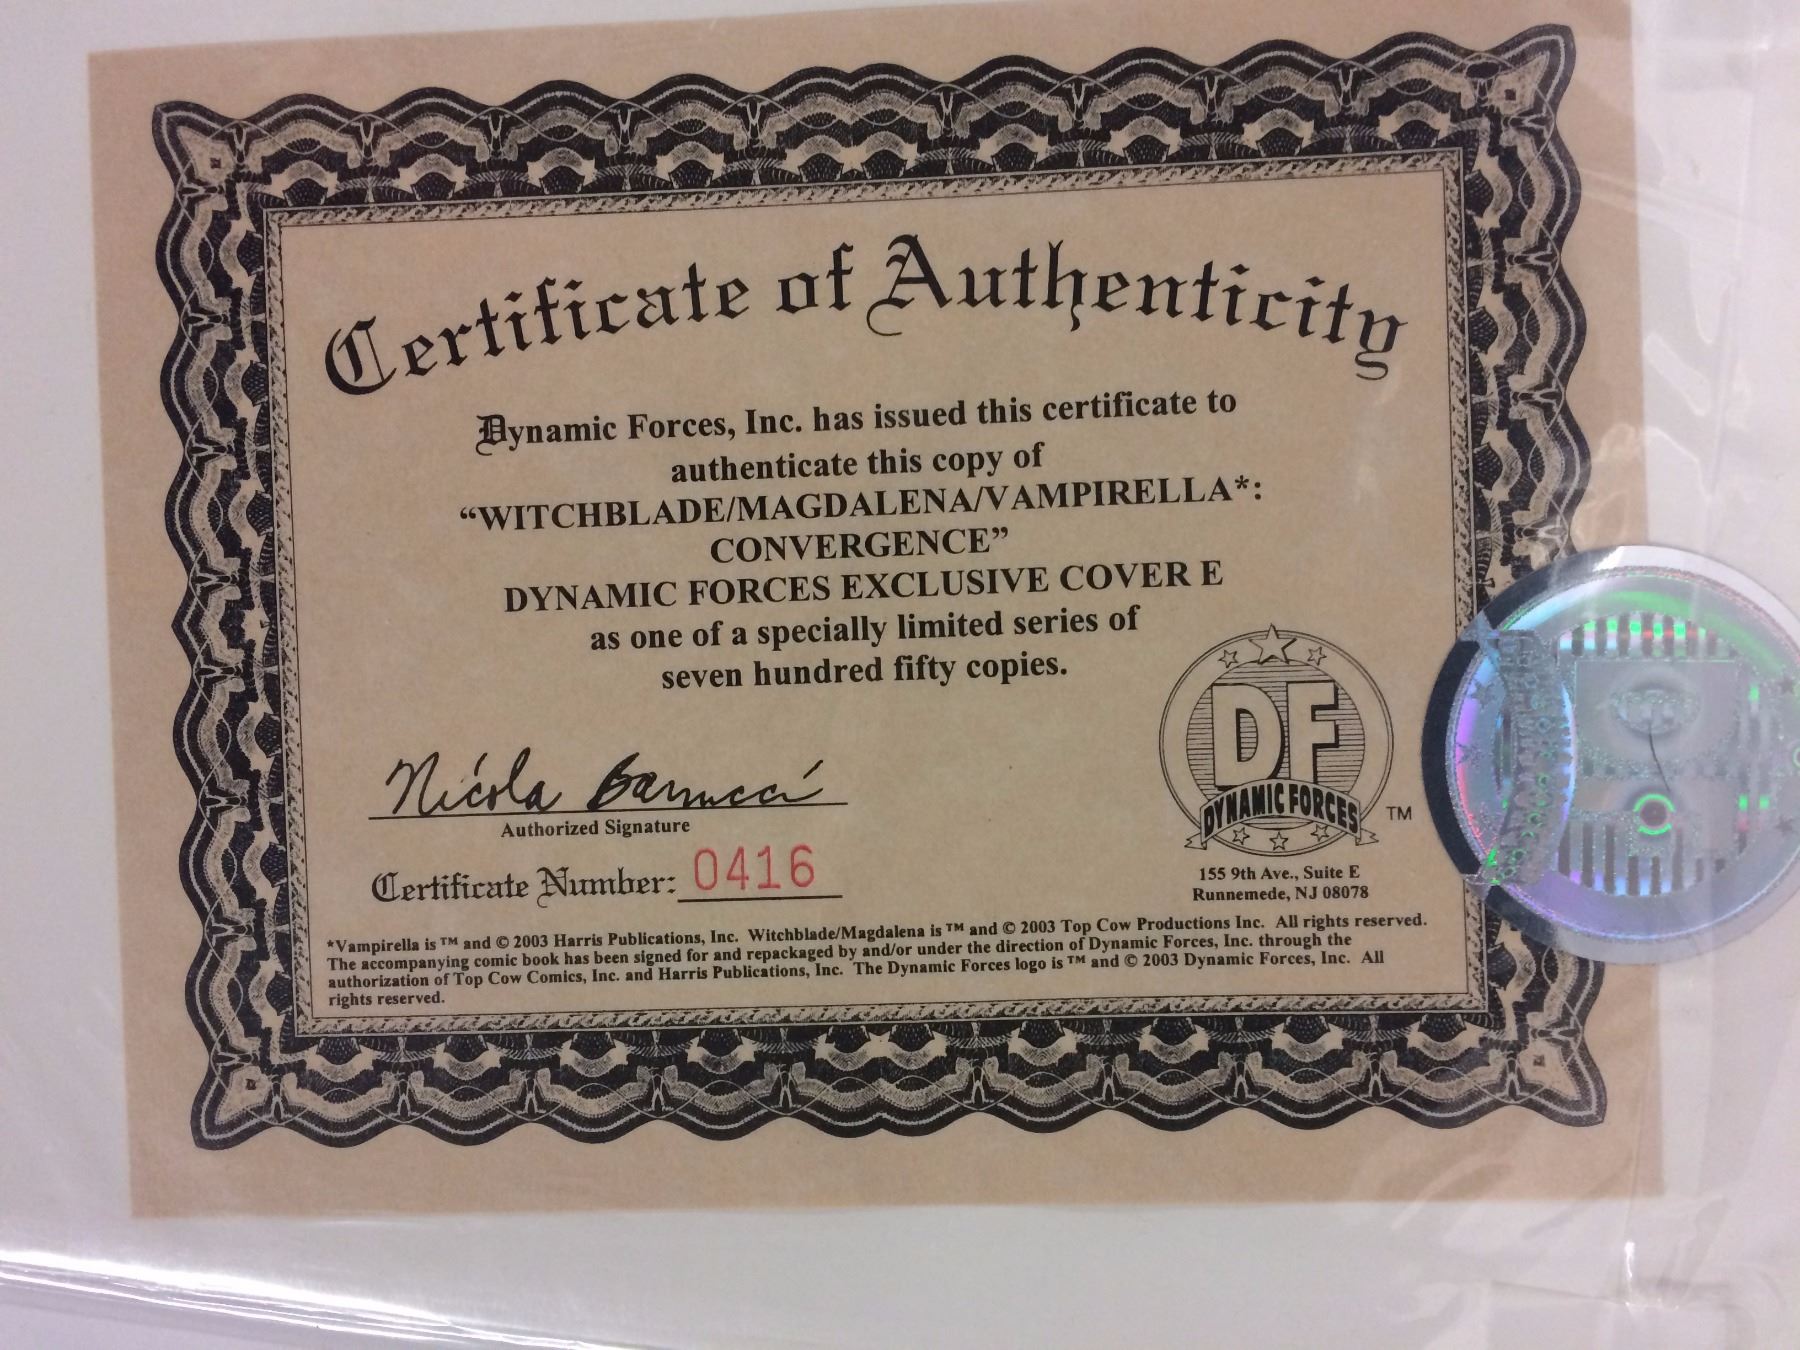 Certificate of Authenticity
Dynamic Forces, Inc. has issued this certificate to
authenticate this copy of
“WITCHBLADE/MAGDALENA/VAMPIRELLA*:
CONVERGENCE”
DYNAMIC FORCES EXCLUSIVE COVER E
as one of a specially limited series of
seven hundred fifty copies.
Nicola Barrucci
Authorized Signature
Certificate Number: 0416
DF
DYNAMIC FORCES
TM
155 9th Ave., Suite E
Runnemede, NJ 08078
*Vampirella is ™ and © 2003 Harris Publications, Inc. Witchblade/Magdalena is ™ and © 2003 Top Cow Productions Inc. All rights reserved.
The accompanying comic book has been signed for and repackaged by and/or under the direction of Dynamic Forces, Inc. through the
authorization of Top Cow Comics, Inc. and Harris Publications, Inc. The Dynamic Forces logo is ™ and © 2003 Dynamic Forces, Inc. All
rights reserved.